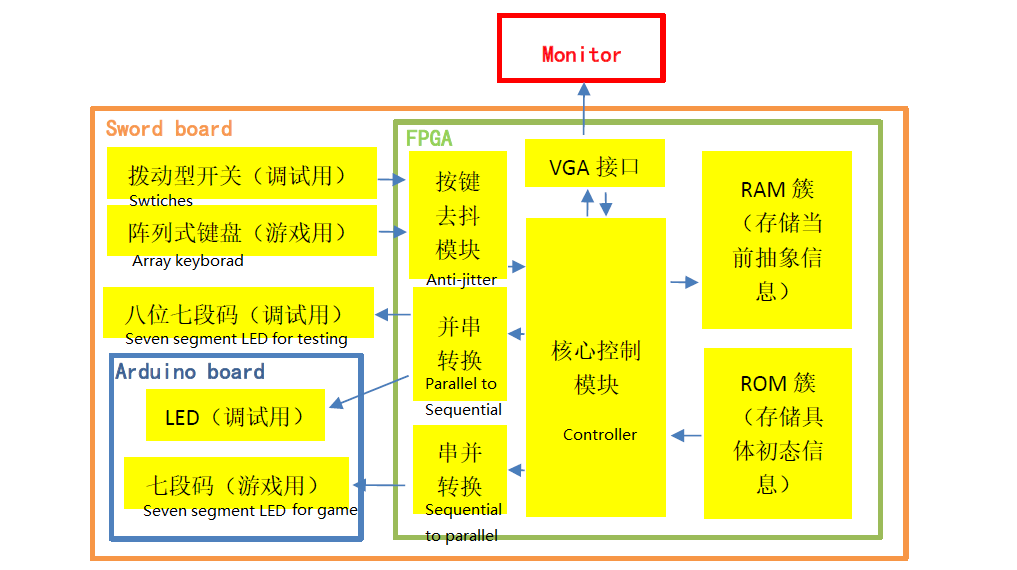 Monitor
Sword board
FPGA
拨动型开关（调试用）
Swtiches
阵列式键盘（游戏用）
Array keyborad
按键
去抖
模块
Anti-jitter
VGA 接口
RAM 簇
（存储当
前抽象信
息）
八位七段码（调试用）
Seven segment LED for testing
并串
转换
Parallel to
Sequential
核心控制
模块
Controller
ROM 簇
（存储具
体初态信
息）
Arduino board
LED（调试用）
七段码（游戏用）
Seven segment LED for game
串并
转换
Sequential
to parallel